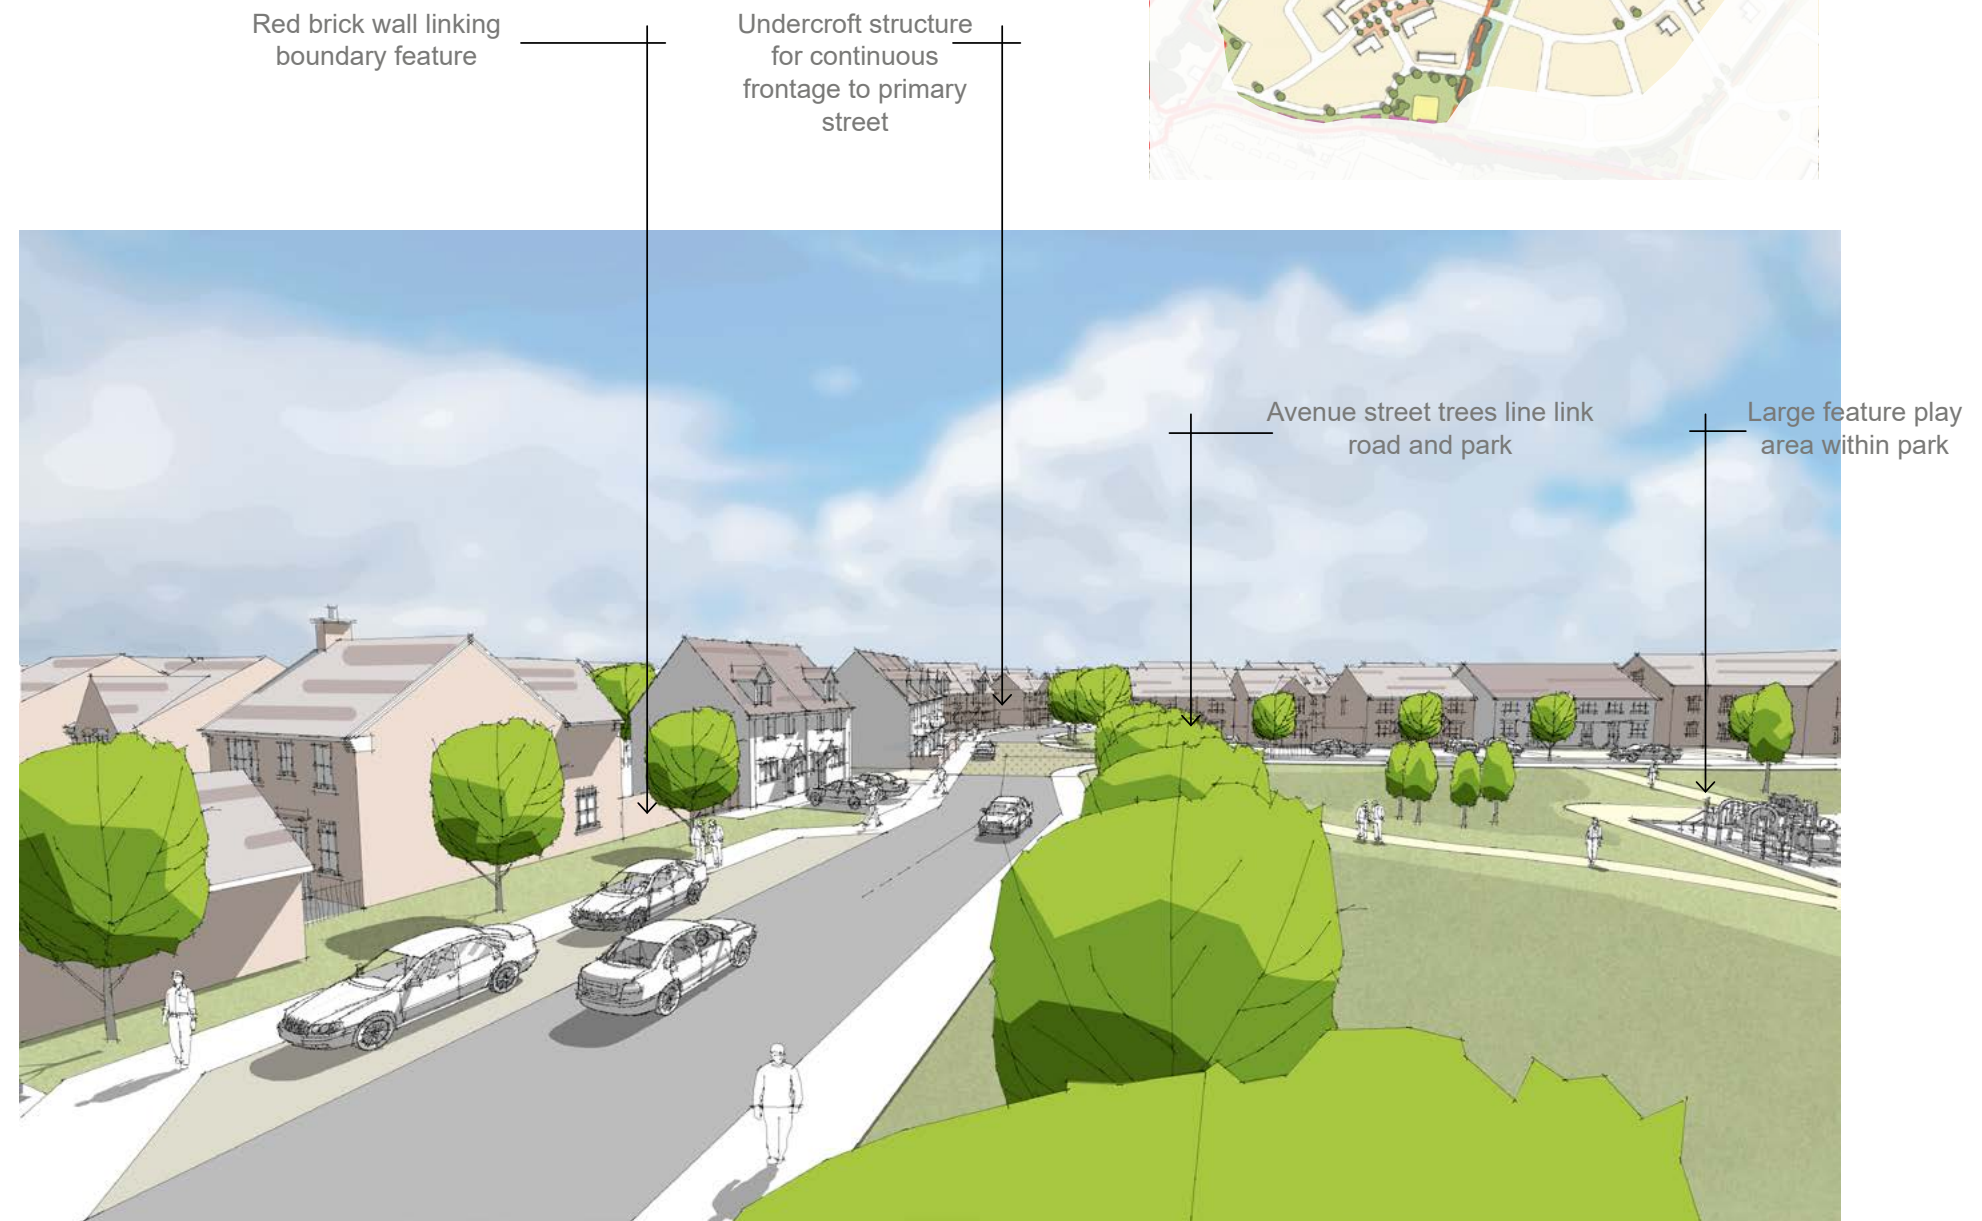 Red brick wall linking
boundary feature
Undercroft structure
for continuous
frontage to primary
street
Avenue street trees line link
road and park
Large feature play
area within park